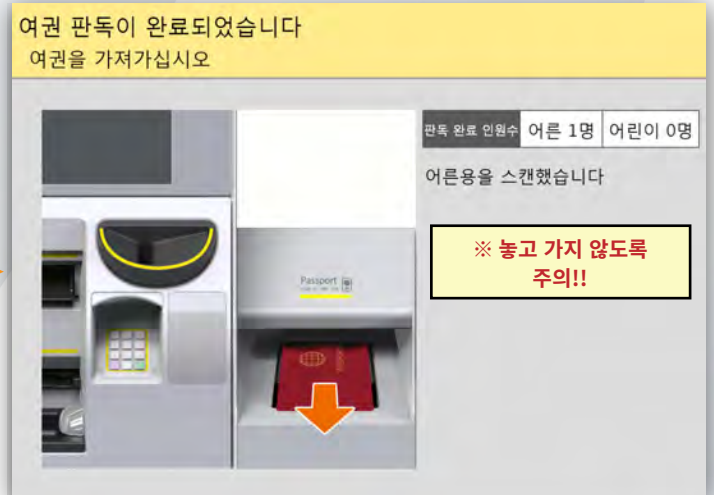 여권 판독이 완료되었습니다
여권을 가져가십시오
판독 완료 인원수 어른 1명 어린이 0명
어른용을 스캔했습니다
※ 놓고 가지 않도록
주의!!
Passport